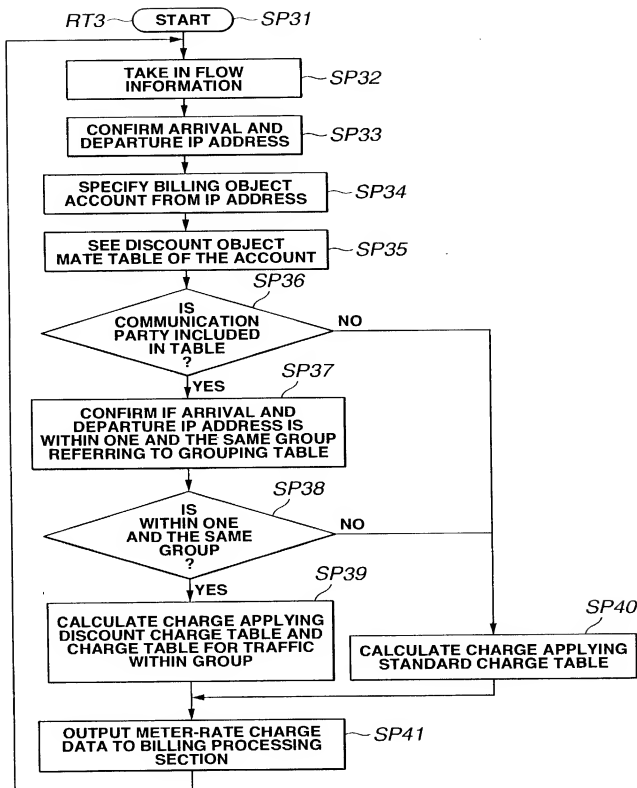 RT3 START SP31
TAKE IN FLOW
INFORMATION
SP32
CONFIRM ARRIVAL AND
DEPARTURE IP ADDRESS
SP33
SPECIFY BILLING OBJECT
ACCOUNT FROM IP ADDRESS
SP34
SEE DISCOUNT OBJECT
MATE TABLE OF THE ACCOUNT
SP35
SP36
IS
COMMUNICATION
PARTY INCLUDED
IN TABLE
?
NO
YES
SP37
CONFIRM IF ARRIVAL AND
DEPARTURE IP ADDRESS IS
WITHIN ONE AND THE SAME GROUP
REFERRING TO GROUPING TABLE
SP38
IS
WITHIN ONE
AND THE SAME
GROUP
?
NO
YES
SP39
CALCULATE CHARGE APPLYING
DISCOUNT CHARGE TABLE AND
CHARGE TABLE FOR TRAFFIC
WITHIN GROUP
SP40
CALCULATE CHARGE APPLYING
STANDARD CHARGE TABLE
OUTPUT METER-RATE CHARGE
DATA TO BILLING PROCESSING
SECTION
SP41